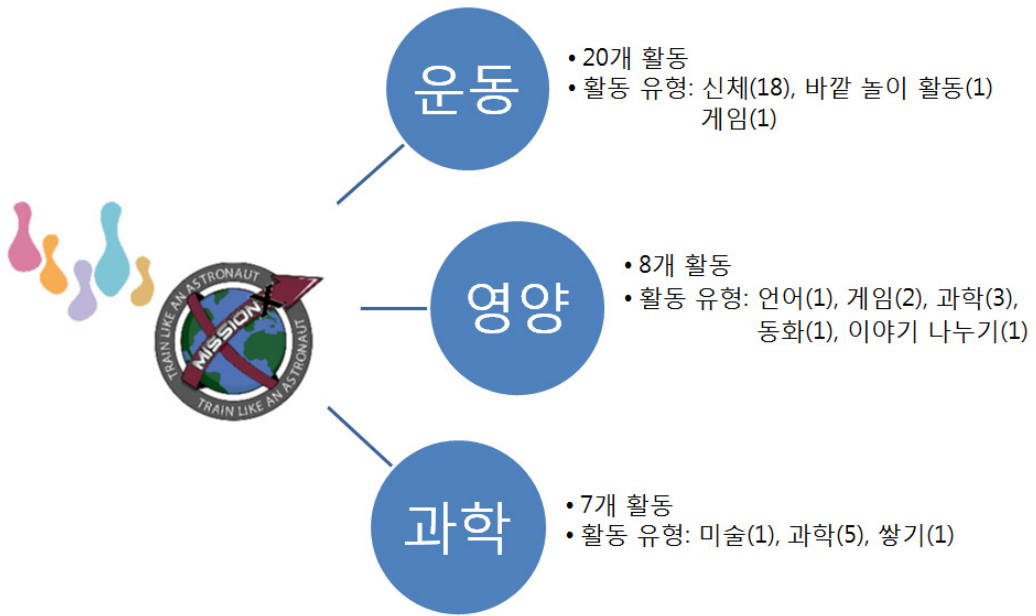 운동
• 20개 활동
• 활동 유형: 신체(18), 바깥 놀이 활동(1)
게임(1)
TRAIN LIKE AN ASTRONAUT
MISSION X
TRAIN LIKE AN ASTRONAUT
영양
• 8개 활동
• 활동 유형: 언어(1), 게임(2), 과학(3),
동화(1), 이야기 나누기(1)
과학
• 7개 활동
• 활동 유형: 미술(1), 과학(5), 쌓기(1)